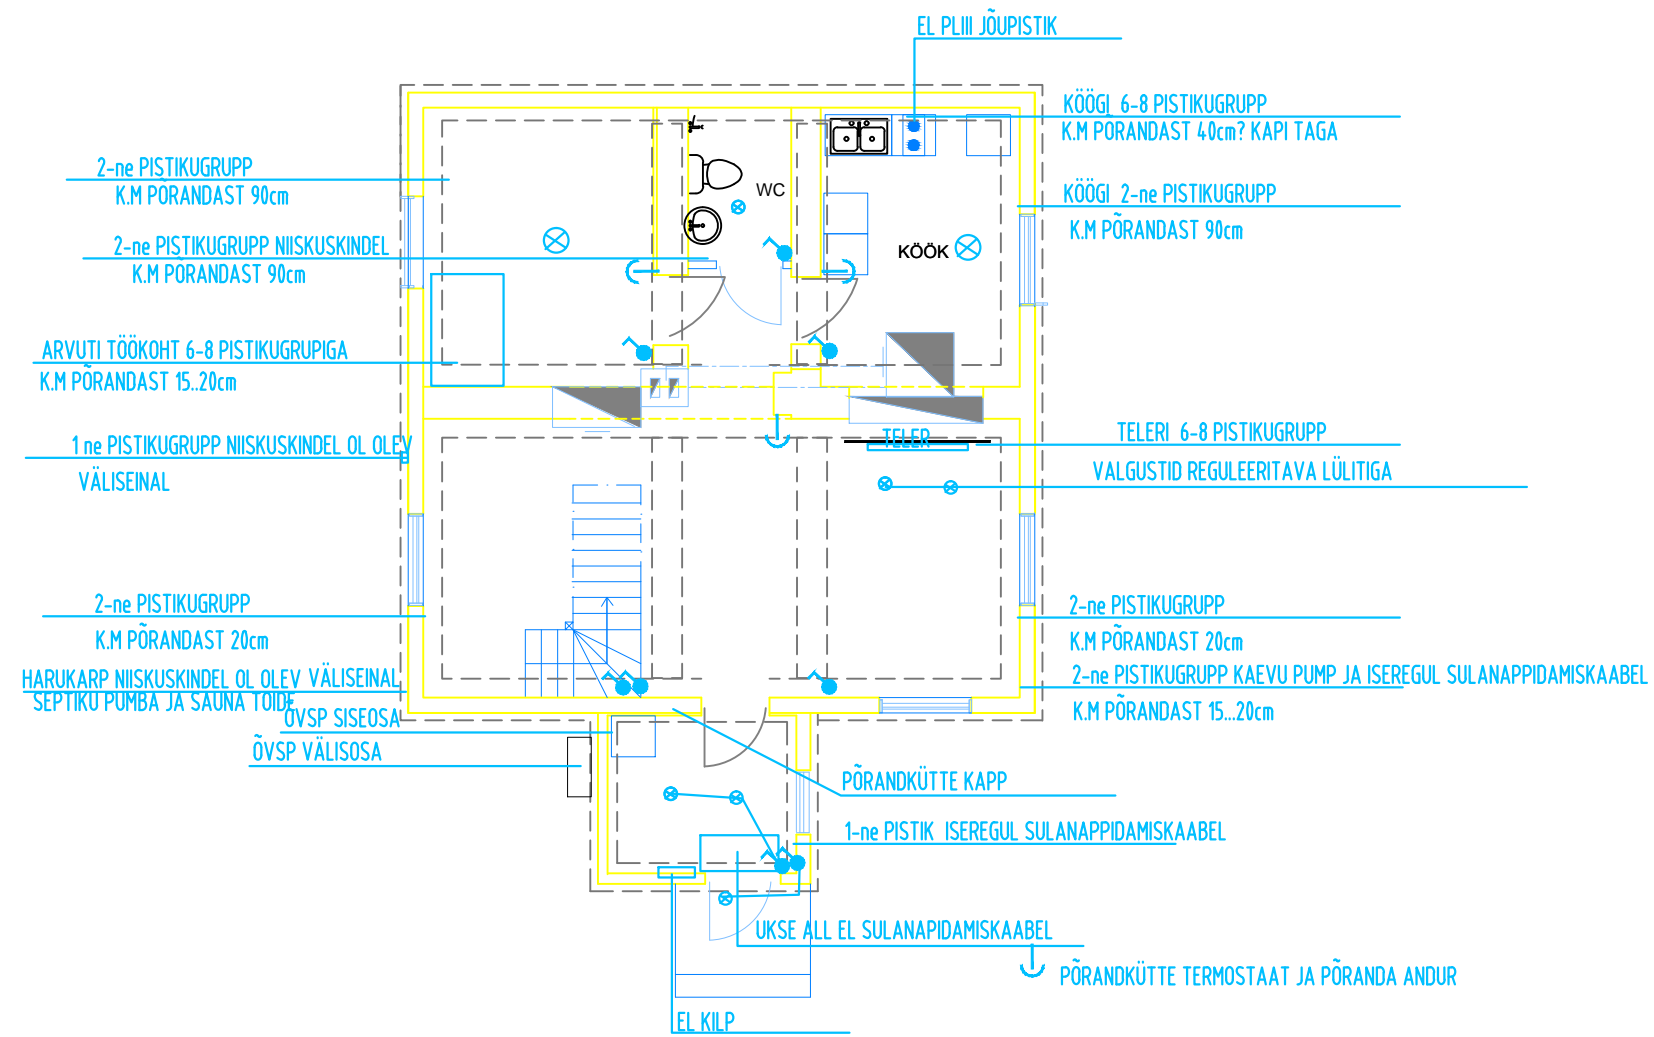 EL PLIII JÕUPISTIK
KÖÖGI 6-8 PISTIKUGRUPP
K.M PÕRANDAST 40cm? KAPI TAGA
2-ne PISTIKUGRUPP
K.M PÕRANDAST 90cm
WC
KÖÖGI 2-ne PISTIKUGRUPP
K.M PÕRANDAST 90cm
2-ne PISTIKUGRUPP NIISKUSKINDEL
K.M PÕRANDAST 90cm
KÖÖK
ARVUTI TÖÖKOHT 6-8 PISTIKUGRUPIGA
K.M PÕRANDAST 15..20cm
1 ne PISTIKUGRUPP NIISKUSKINDEL OL OLEV
VÄLISEINAL
TELER
TELERI 6-8 PISTIKUGRUPP
VALGUSTID REGULEERITAVA LÜLITIGA
2-ne PISTIKUGRUPP
K.M PÕRANDAST 20cm
2-ne PISTIKUGRUPP
K.M PÕRANDAST 20cm
HARUKARP NIISKUSKINDEL OL OLEV VÄLISEINAL
SEPTIKU PUMBA JA SAUNA TOIDE
2-ne PISTIKUGRUPP KAEVU PUMP JA ISEREGUL SULANAPPIDAMISKAABEL
K.M PÕRANDAST 15...20cm
ÕVSP SISEOSA
ÕVSP VÄLISOSA
PÕRANDKÜTTE KAPP
1-ne PISTIK ISEREGUL SULANAPPIDAMISKAABEL
UKSE ALL EL SULANAPIDAMISKAABEL
PÕRANDKÜTTE TERMOSTAAT JA PÕRANDA ANDUR
EL KILP